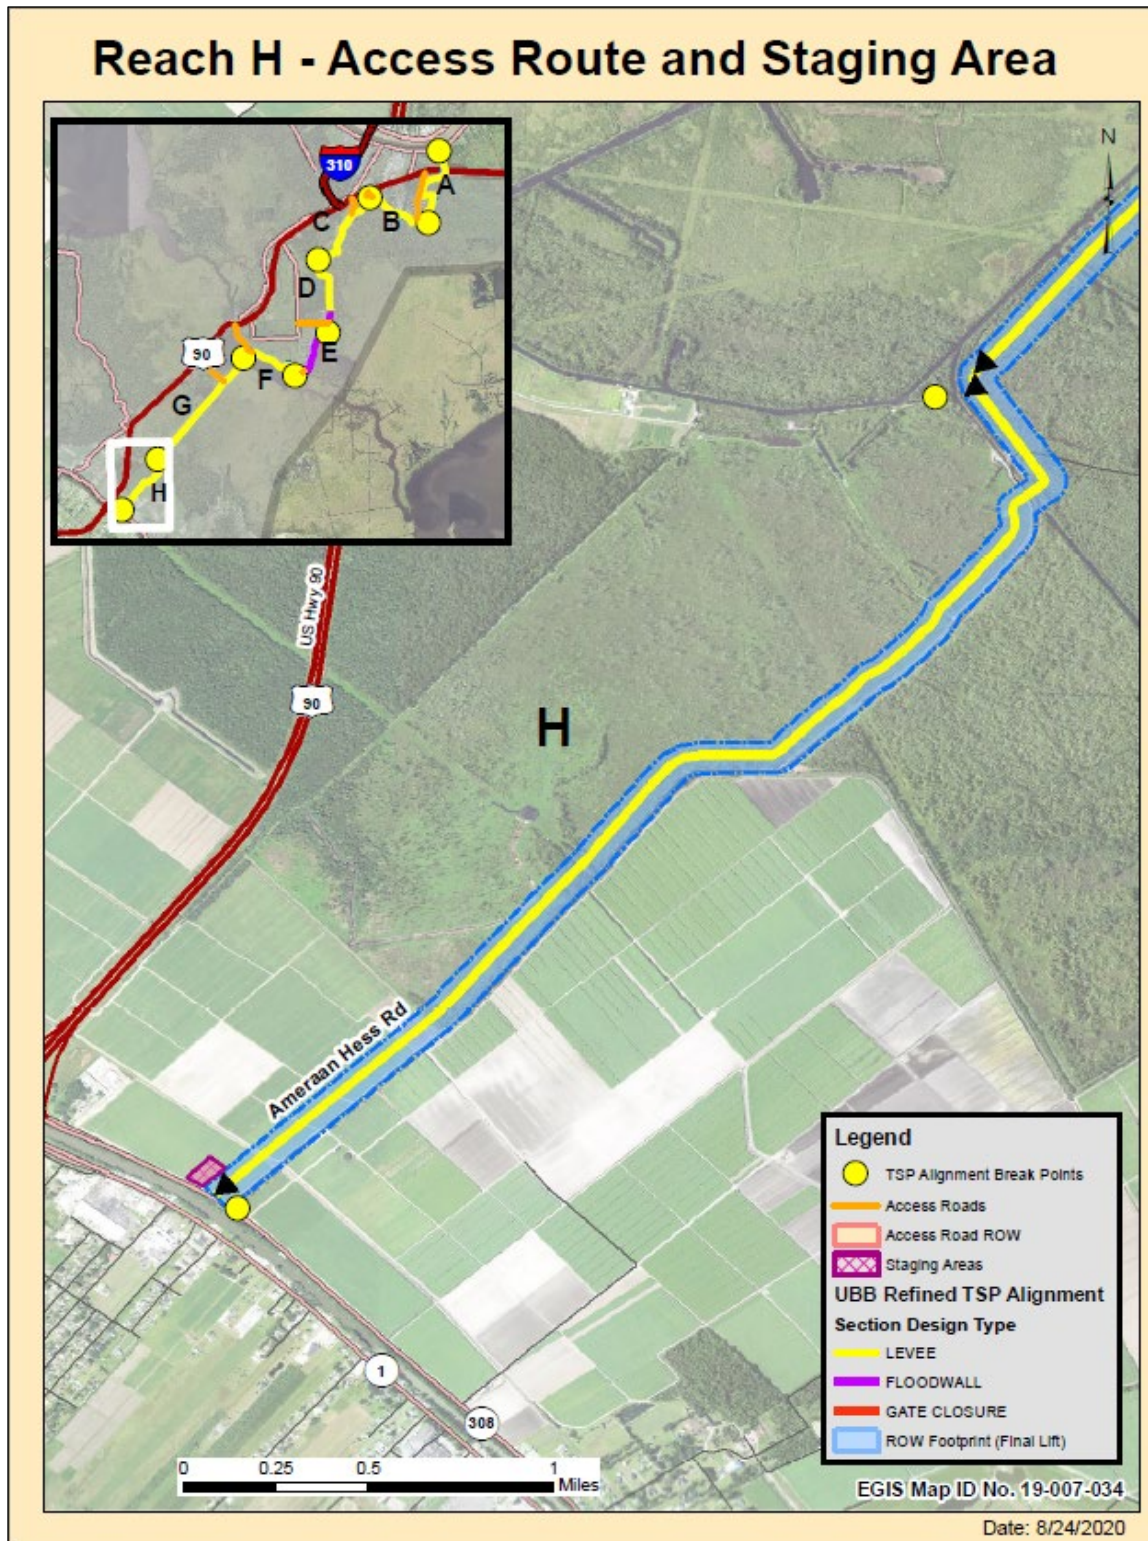 Reach H - Access Route and Staging Area
310
A
B
C
D
E
90
F
G
H
N
US Hwy 90
90
H
Ameraan Hess Rd
1
308
Legend
TSP Alignment Break Points
Access Roads
Access Road ROW
Staging Areas
UBB Refined TSP Alignment
Section Design Type
LEVEE
FLOODWALL
GATE CLOSURE
ROW Footprint (Final Lift)
0 0.25 0.5 1
Miles
EGIS Map ID No. 19-007-034
Date: 8/24/2020